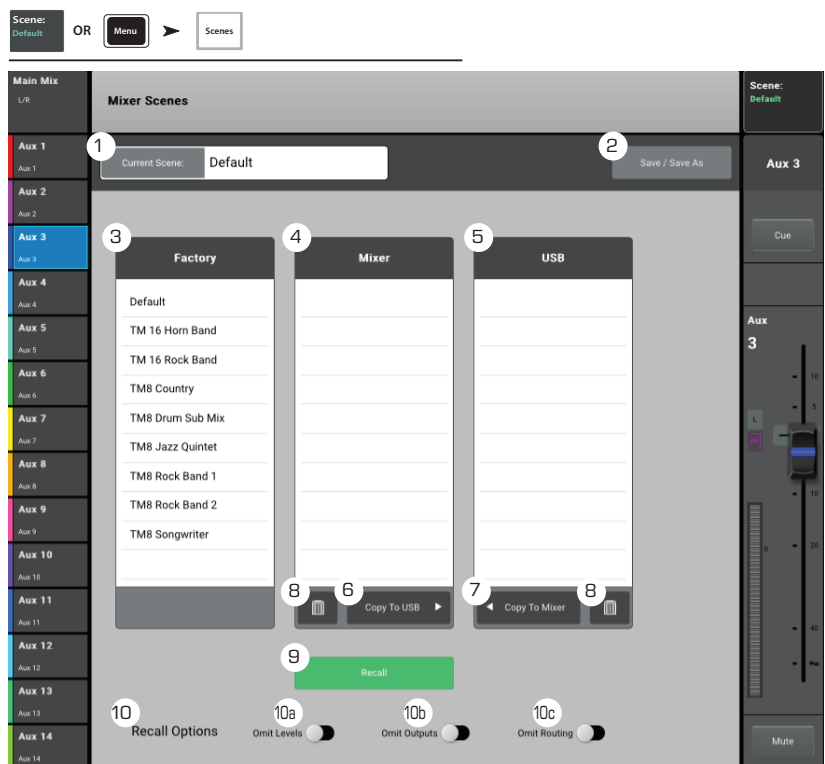 Scene:
Default
OR
Menu
Scenes
Main Mix
L/R
Mixer Scenes
Scene:
Default
1
Current Scene:
Default
2
Save / Save As
Aux 3
Aux 1
Aux 1
Aux 2
Aux 2
Aux 3
Aux 3
Aux 4
Aux 4
Aux 5
Aux 5
Aux 6
Aux 6
Aux 7
Aux 7
Aux 8
Aux 8
Aux 9
Aux 9
Aux 10
Aux 10
Aux 11
Aux 11
Aux 12
Aux 12
Aux 13
Aux 13
Aux 14
Aux 14
3
Factory
Default
TM 16 Horn Band
TM 16 Rock Band
TM8 Country
TM8 Drum Sub Mix
TM8 Jazz Quintet
TM8 Rock Band 1
TM8 Rock Band 2
TM8 Songwriter
4
Mixer
8
6
Copy To USB
5
USB
7
Copy To Mixer
8
9
Recall
10
Recall Options
10a
Omit Levels
10b
Omit Outputs
10c
Omit Routing
Cue
Aux
3
10
5
L
AF
10
0
20
40
∞
Mute